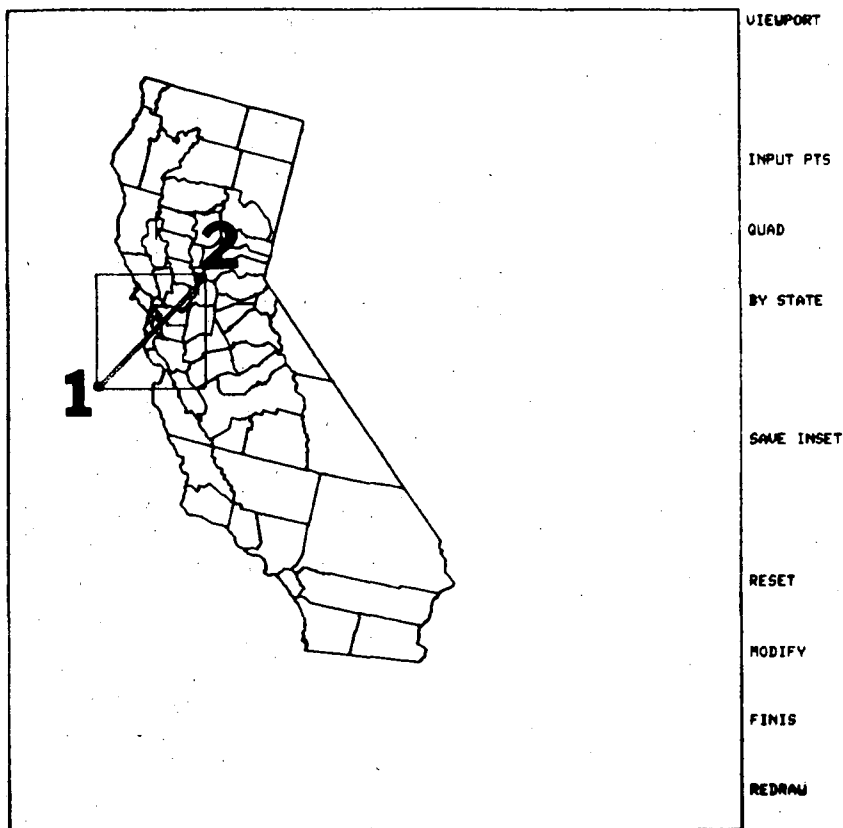 VIEWPORT
INPUT PTS
QUAD
2
BY STATE
1
SAVE INSET
RESET
MODIFY
FINIS
REDRAW